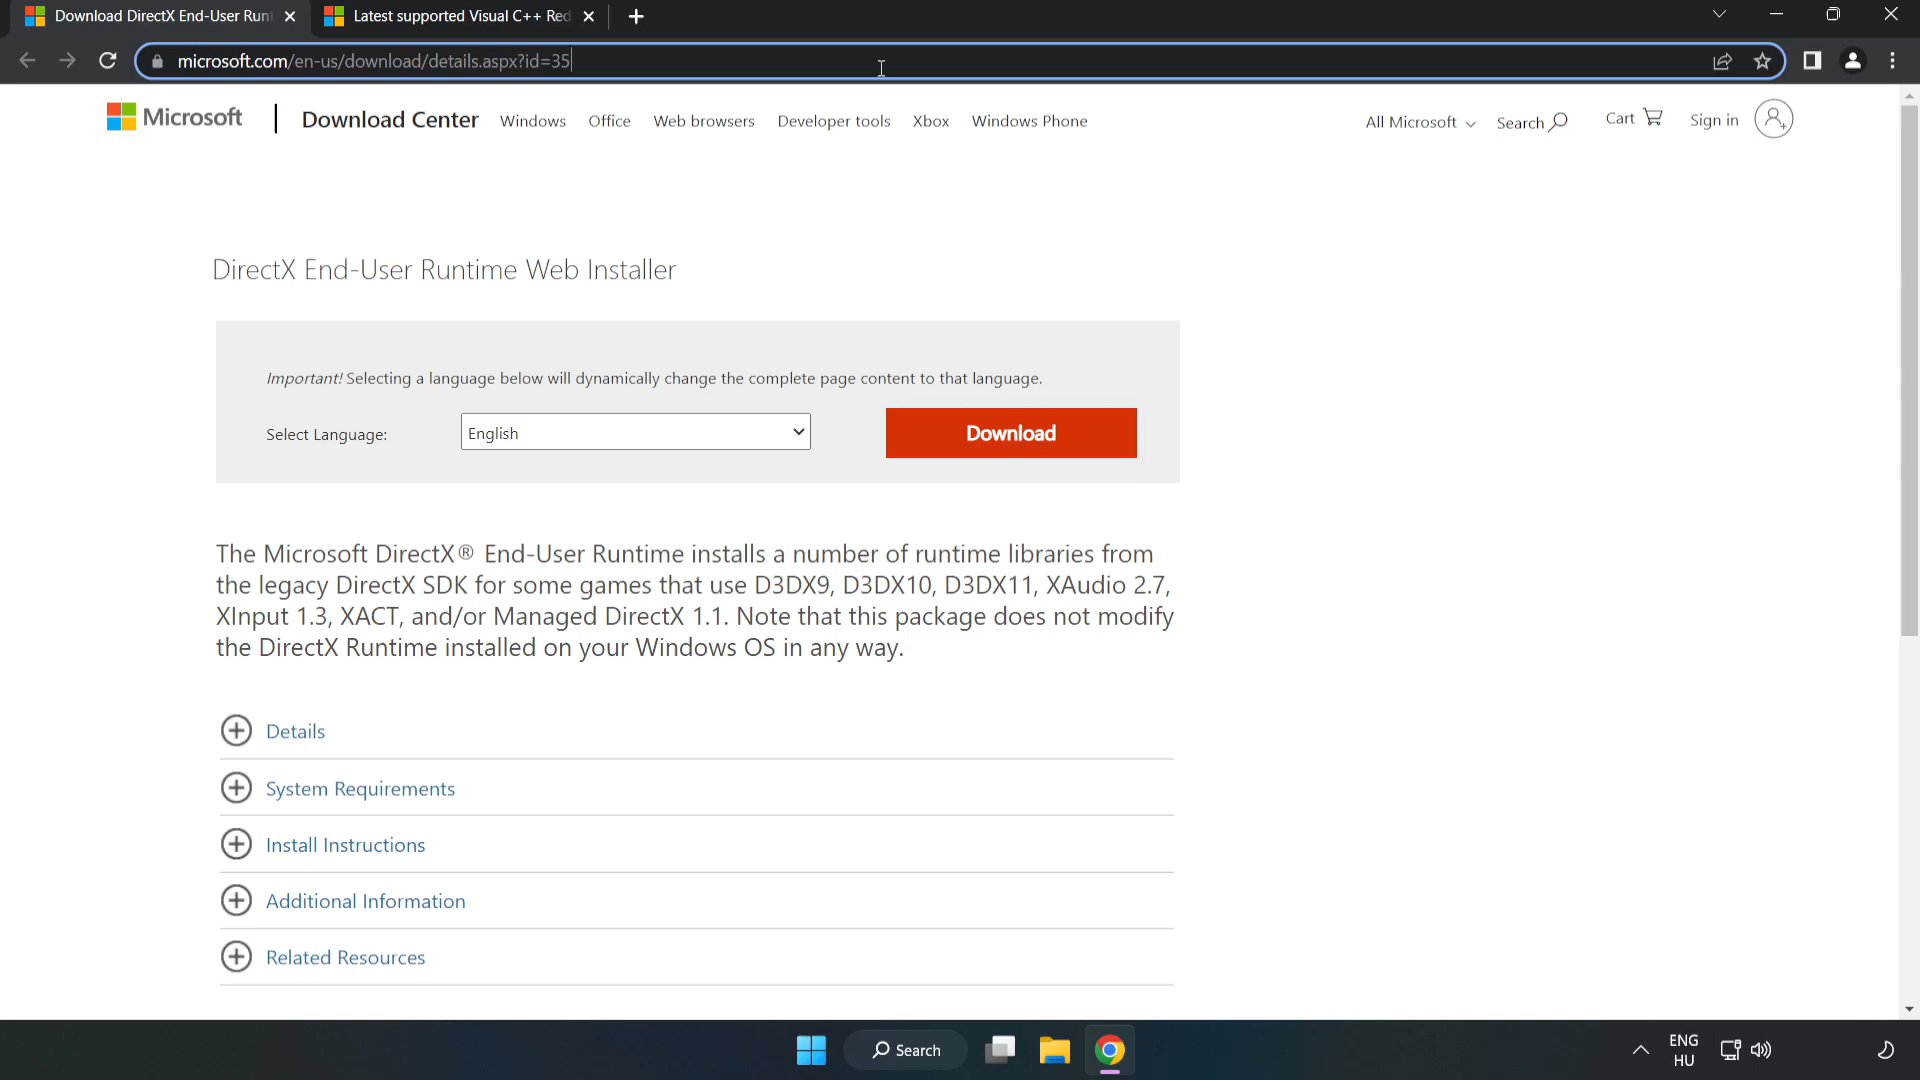 Download DirectX End-User Runt
Latest supported Visual C++ Red
microsoft.com/en-us/download/details.aspx?id=35
Microsoft
Download Center
Windows
Office
Web browsers
Developer tools
Xbox
Windows Phone
All Microsoft
Search
Cart
Sign in
DirectX End-User Runtime Web Installer
Important! Selecting a language below will dynamically change the complete page content to that language.
Select Language:
English
Download
The Microsoft DirectX® End-User Runtime installs a number of runtime libraries from
the legacy DirectX SDK for some games that use D3DX9, D3DX10, D3DX11, XAudio 2.7,
XInput 1.3, XACT, and/or Managed DirectX 1.1. Note that this package does not modify
the DirectX Runtime installed on your Windows OS in any way.
Details
System Requirements
Install Instructions
Additional Information
Related Resources
Search
ENG
HU